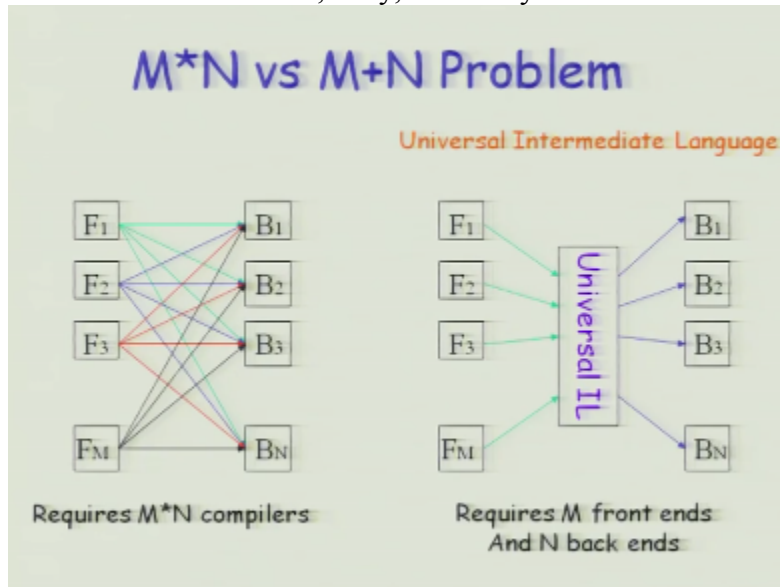 M*N vs M+N Problem
Universal Intermediate Language
F1
B1
F2
B2
F3
B3
FM
BN
Requires M*N compilers
F1
B1
F2
B2
F3
B3
FM
BN
Universal IL
Requires M front ends
And N back ends